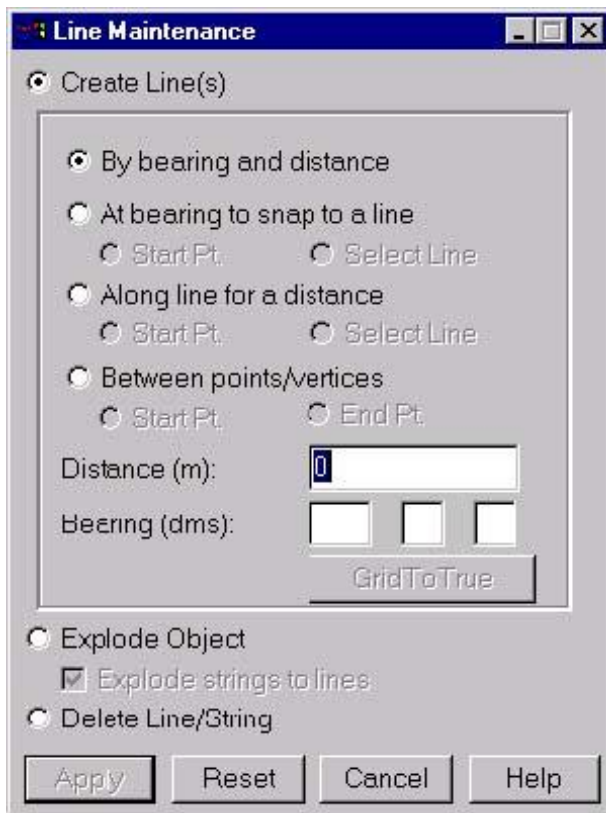 Line Maintenance
Create Line(s)
By bearing and distance
At bearing to snap to a line
Start Pt. Select Line
Along line for a distance
Start Pt. Select Line
Between points/vertices
Start Pt. End Pt.
Distance (m): 0
Bearing (dms):
GridToTrue
Explode Object
Explode strings to lines
Delete Line/String
Apply Reset Cancel Help